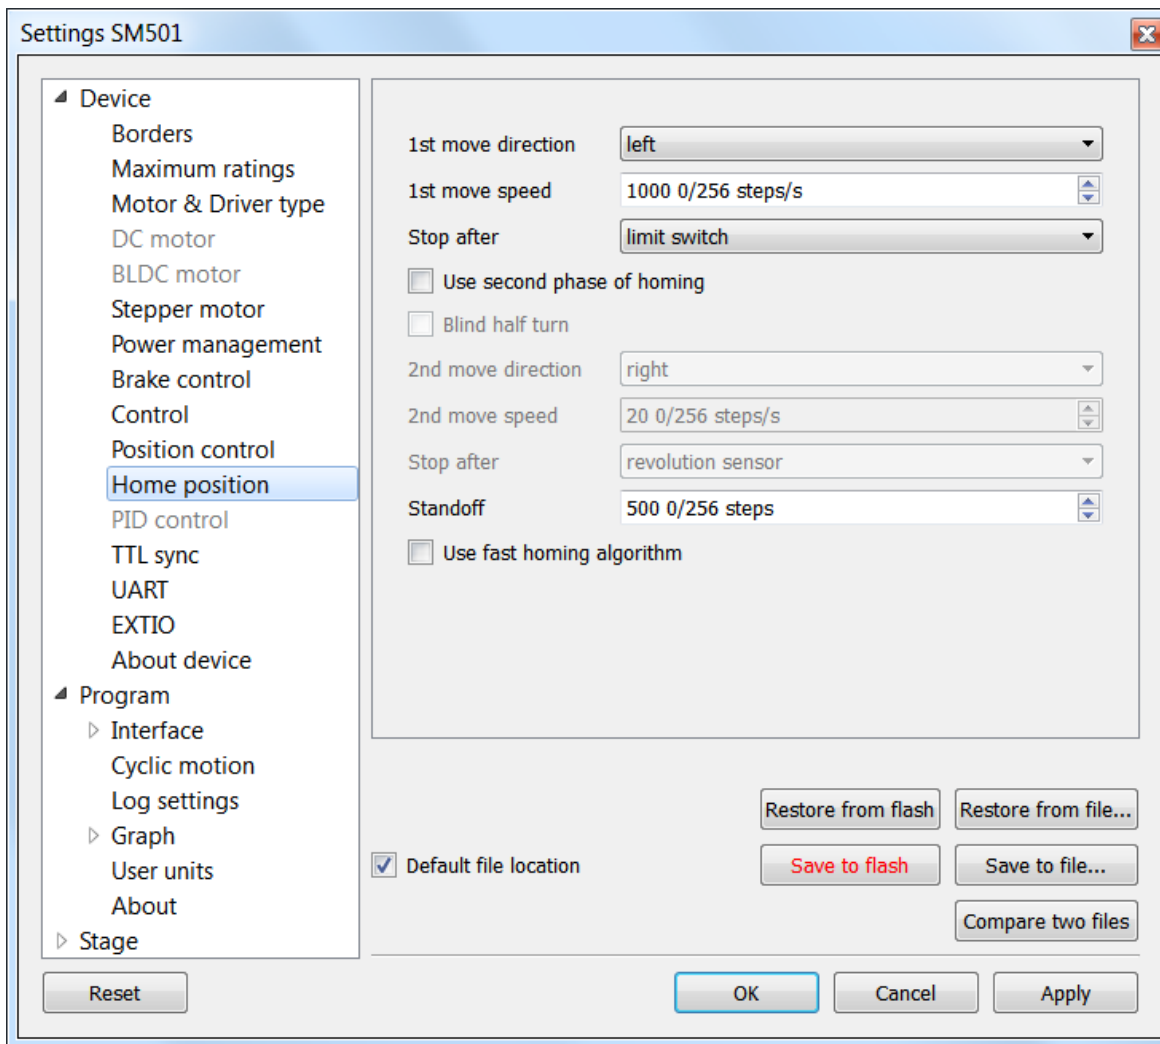 Settings SM501
Device
Borders
Maximum ratings
Motor & Driver type
DC motor
BLDC motor
Stepper motor
Power management
Brake control
Control
Position control
Home position
PID control
TTL sync
UART
EXTIO
About device
Program
Interface
Cyclic motion
Log settings
Graph
User units
About
Stage
1st move direction left
1st move speed 1000 0/256 steps/s
Stop after limit switch
Use second phase of homing
Blind half turn
2nd move direction right
2nd move speed 20 0/256 steps/s
Stop after revolution sensor
Standoff 500 0/256 steps
Use fast homing algorithm
Restore from flash Restore from file...
Default file location Save to flash Save to file...
Compare two files
Reset OK Cancel Apply